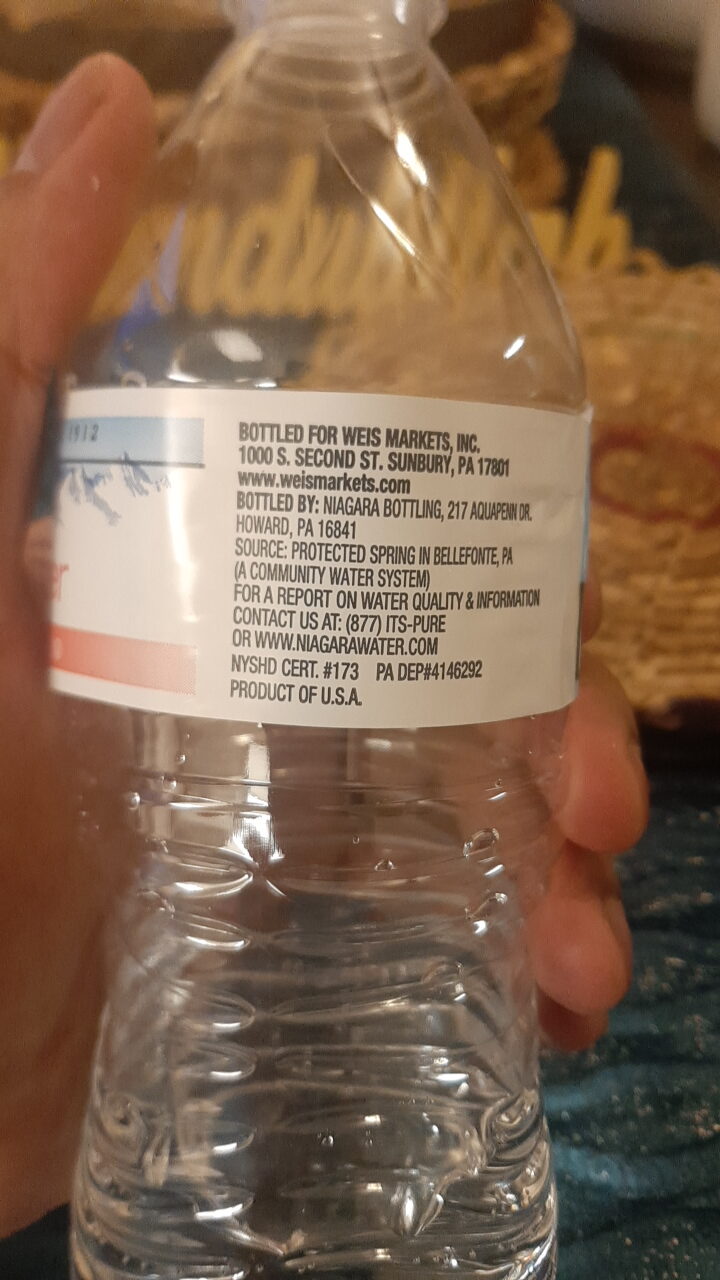 1912
er
BOTTLED FOR WEIS MARKETS, INC.
1000 S. SECOND ST. SUNBURY, PA 17801
www.weismarkets.com
BOTTLED BY: NIAGARA BOTTLING, 217 AQUAPENN DR.
HOWARD, PA 16841
SOURCE: PROTECTED SPRING IN BELLEFONTE, PA
(A COMMUNITY WATER SYSTEM)
FOR A REPORT ON WATER QUALITY & INFORMATION
CONTACT US AT: (877) ITS-PURE
OR WWW.NIAGARAWATER.COM
NYSHD CERT. #173 PA DEP#4146292
PRODUCT OF U.S.A.